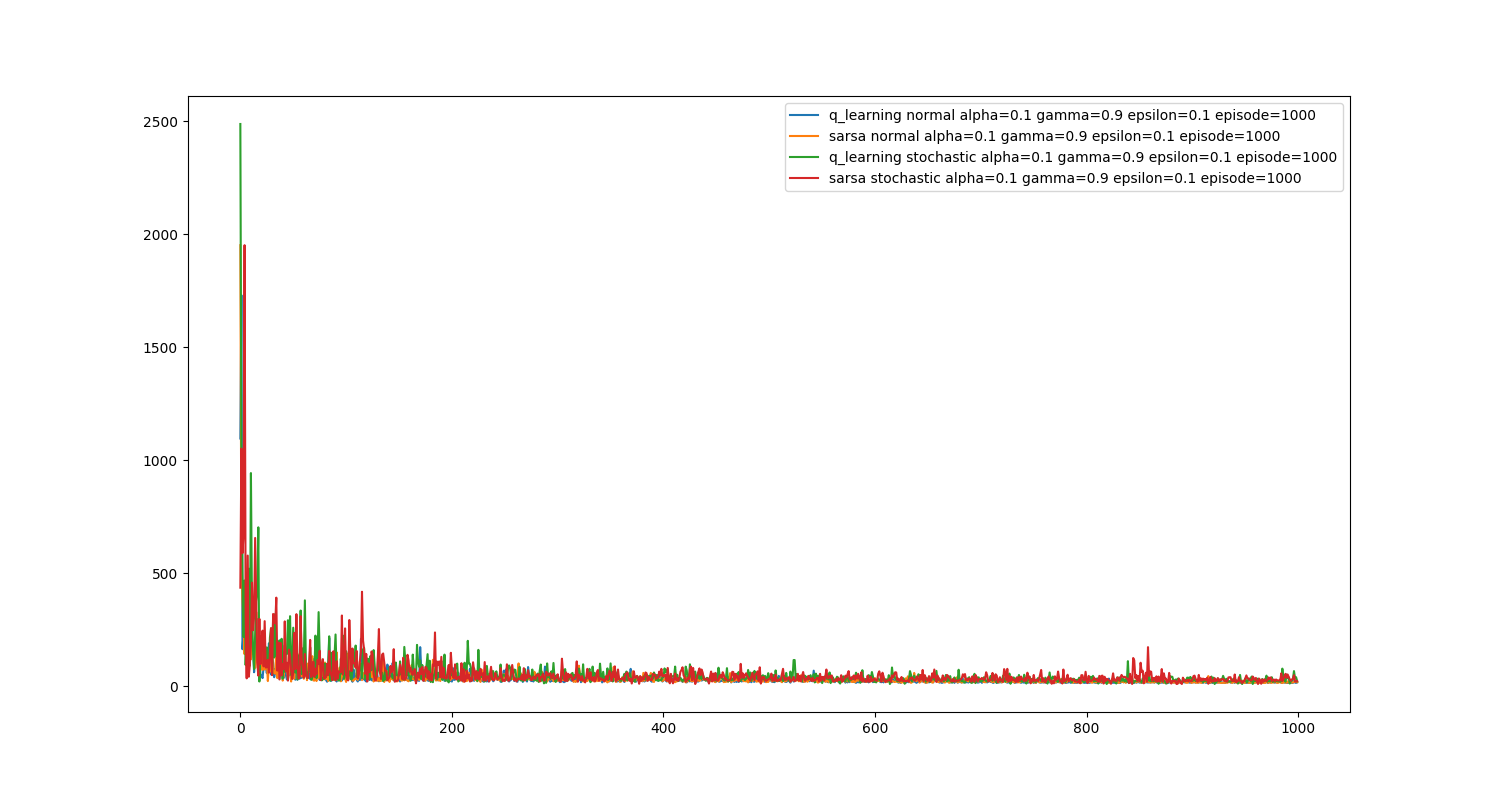 2500
2000
1500
1000
500
0
q_learning normal alpha=0.1 gamma=0.9 epsilon=0.1 episode=1000
sarsa normal alpha=0.1 gamma=0.9 epsilon=0.1 episode=1000
q_learning stochastic alpha=0.1 gamma=0.9 epsilon=0.1 episode=1000
sarsa stochastic alpha=0.1 gamma=0.9 epsilon=0.1 episode=1000
0 200 400 600 800 1000